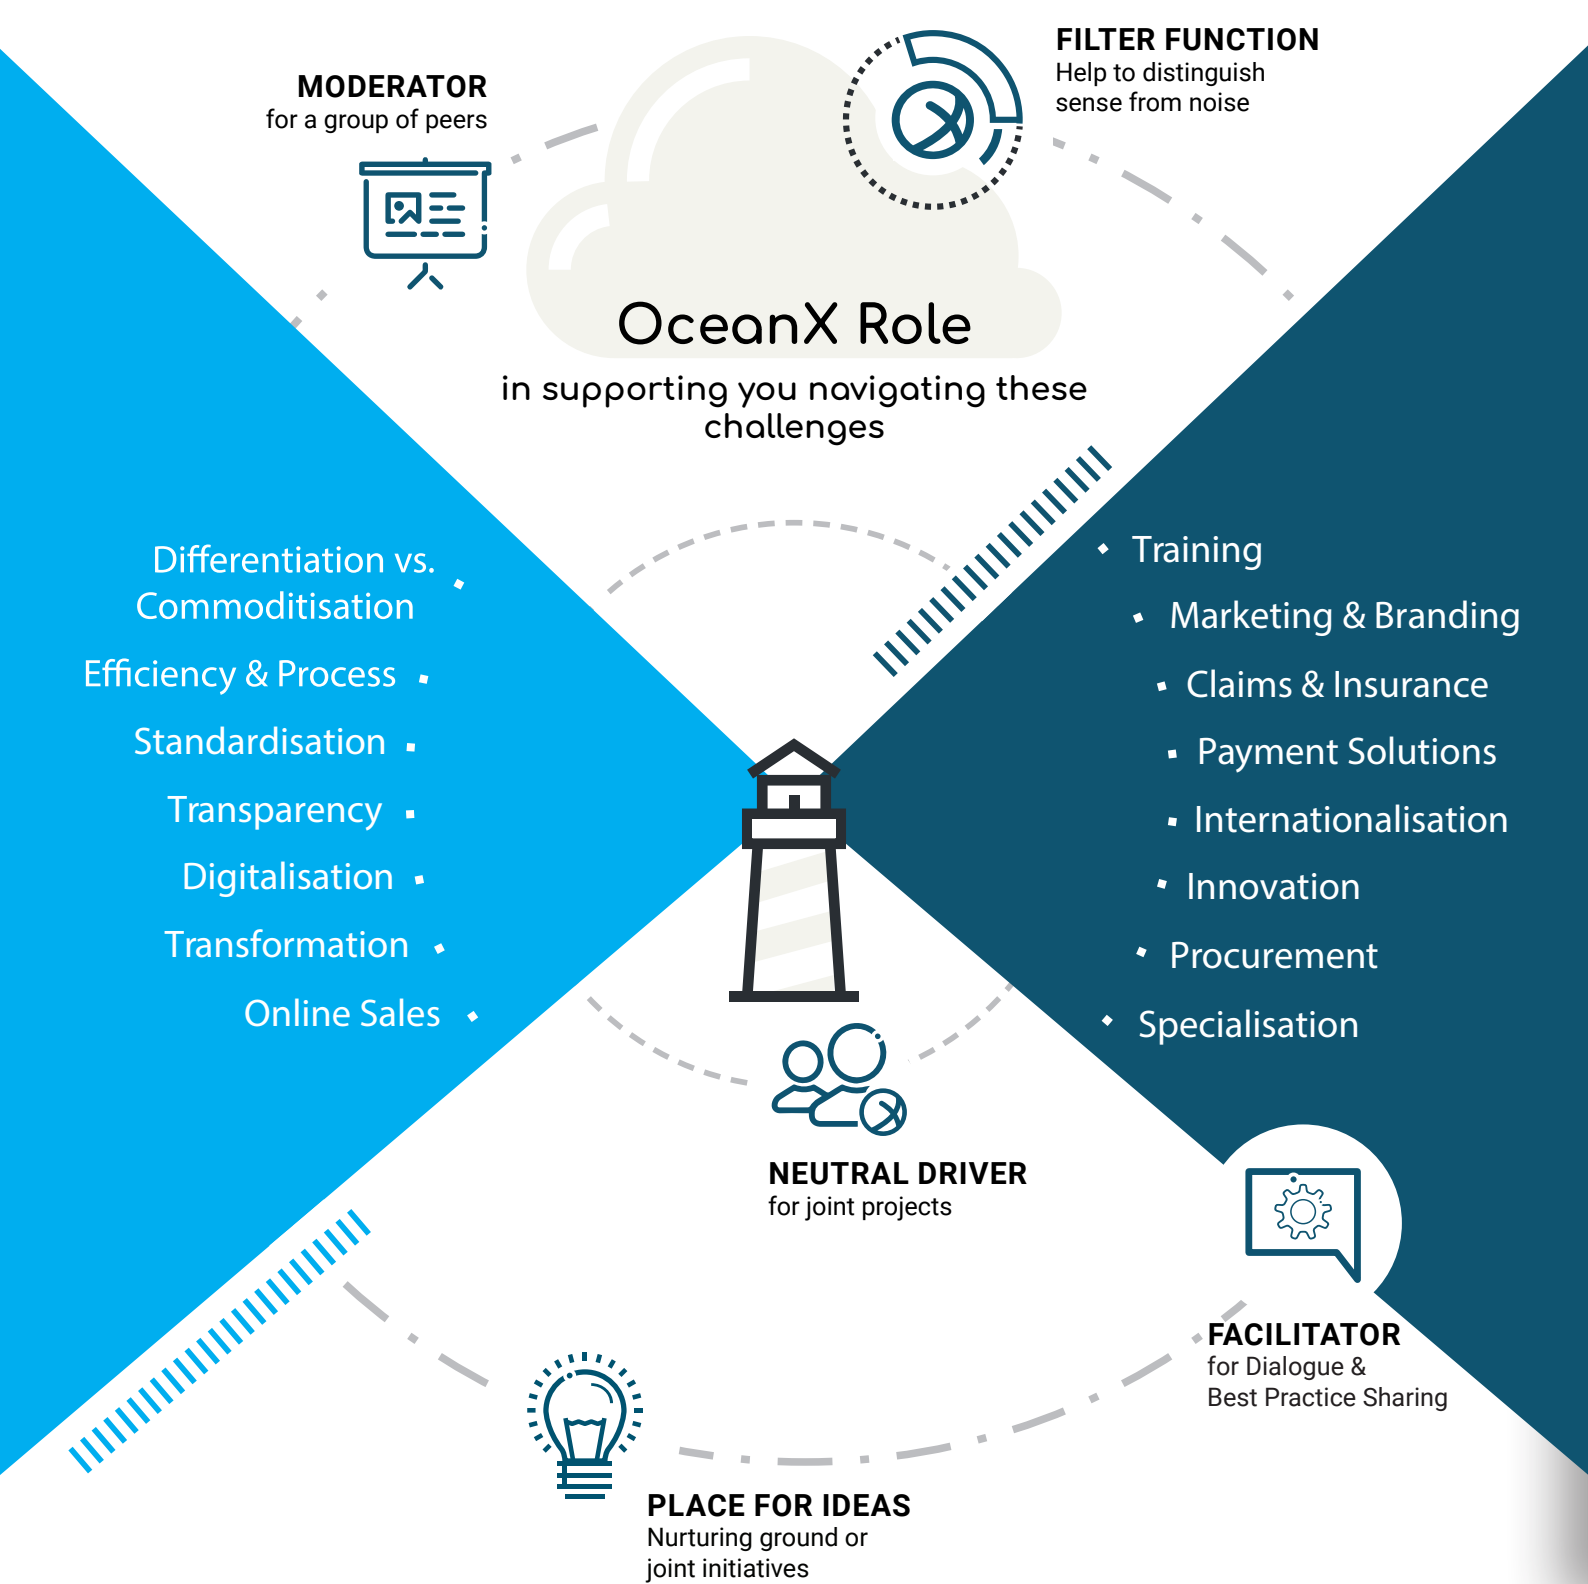 MODERATOR
for a group of peers
FILTER FUNCTION
Help to distinguish
sense from noise
OceanX Role
in supporting you navigating these
challenges
Differentiation vs.
Commoditisation
Efficiency & Process
Standardisation
Transparency
Digitalisation
Transformation
Online Sales
Training
Marketing & Branding
Claims & Insurance
Payment Solutions
Internationalisation
Innovation
Procurement
Specialisation
NEUTRAL DRIVER
for joint projects
FACILITATOR
for Dialogue &
Best Practice Sharing
PLACE FOR IDEAS
Nurturing ground or
joint initiatives